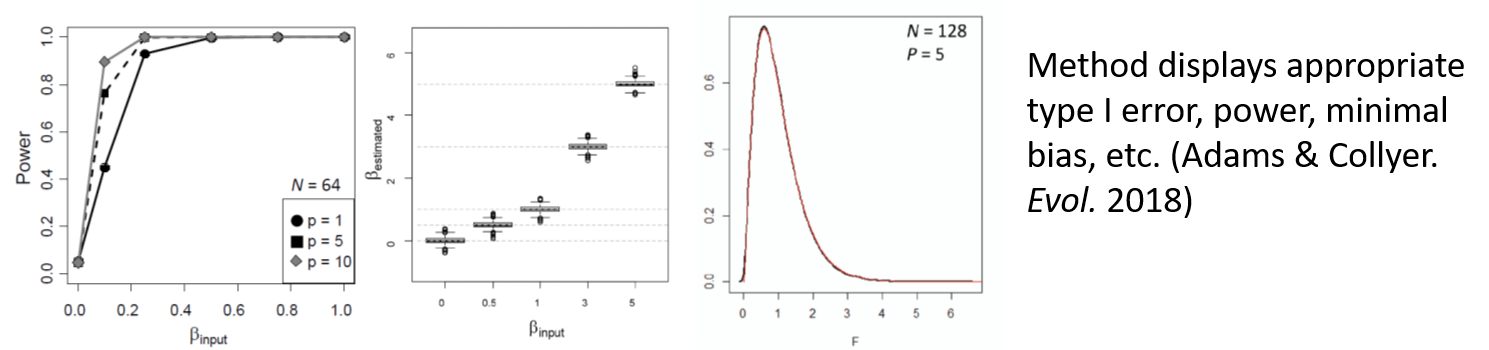 Power
1.0
0.8
0.6
0.4
0.2
0.0
N = 64
p = 1
p = 5
p = 10
0.0 0.2 0.4 0.6 0.8 1.0
βinput
βestimated
6
4
2
0
0 0.5 1 3 5
βinput
N = 128
P = 5
0.6
0.4
0.2
0.0
0 1 2 3 4 5 6
F
Method displays appropriate
type I error, power, minimal
bias, etc. (Adams & Collyer.
Evol. 2018)